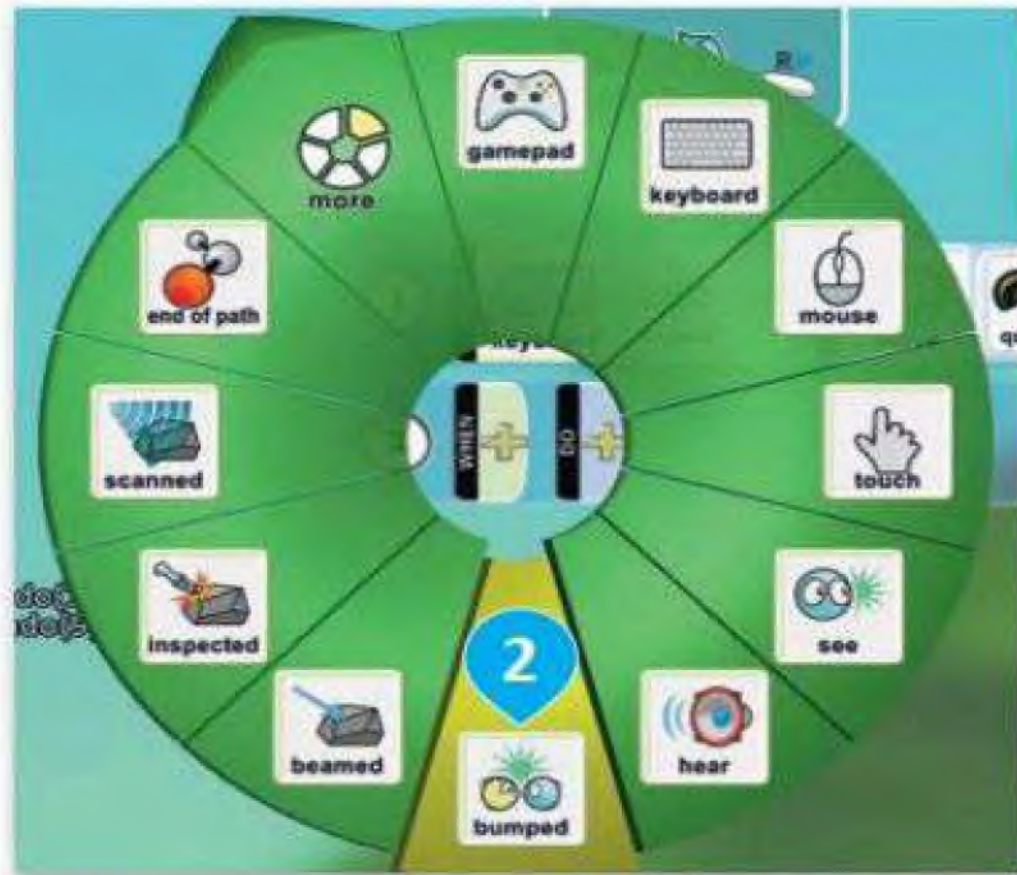 R
gamepad
keyboard
more
mouse
end of path
WHEN
DO
touch
scanned
see
inspected
2
hear
beamed
bumped